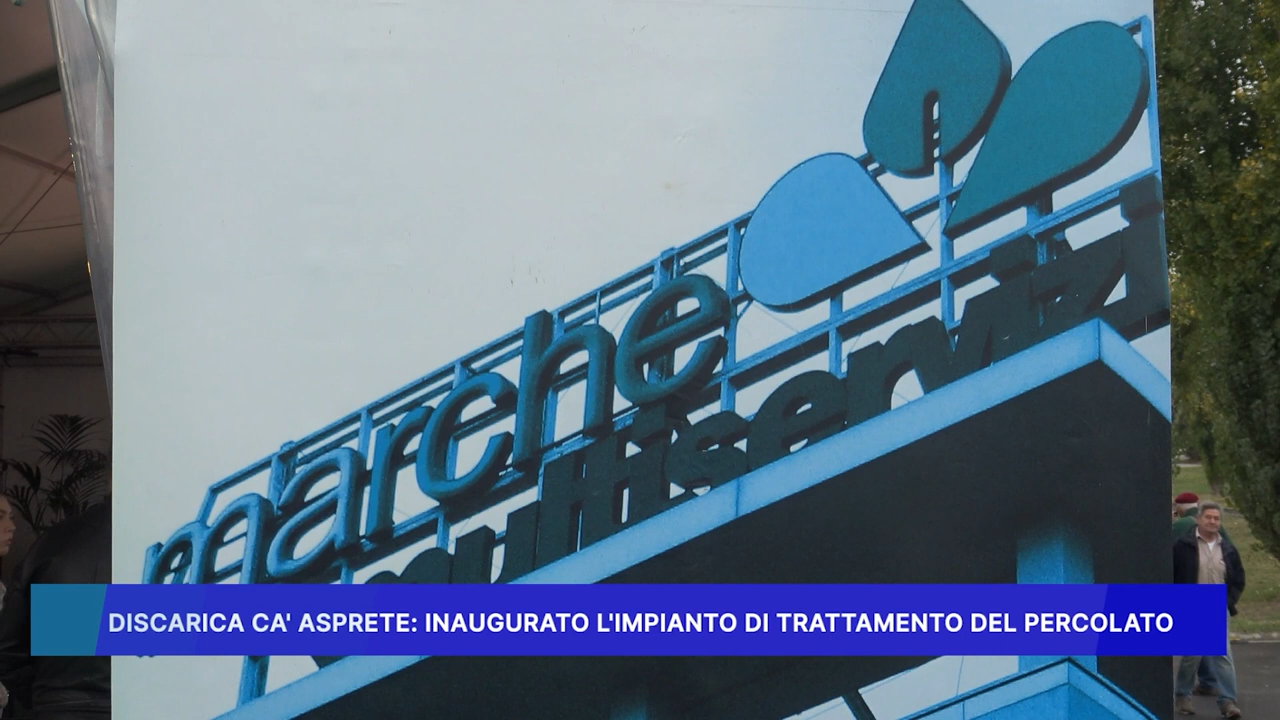 marche
multiservizi
DISCARICA CA' ASPRETE: INAUGURATO L'IMPIANTO DI TRATTAMENTO DEL PERCOLATO